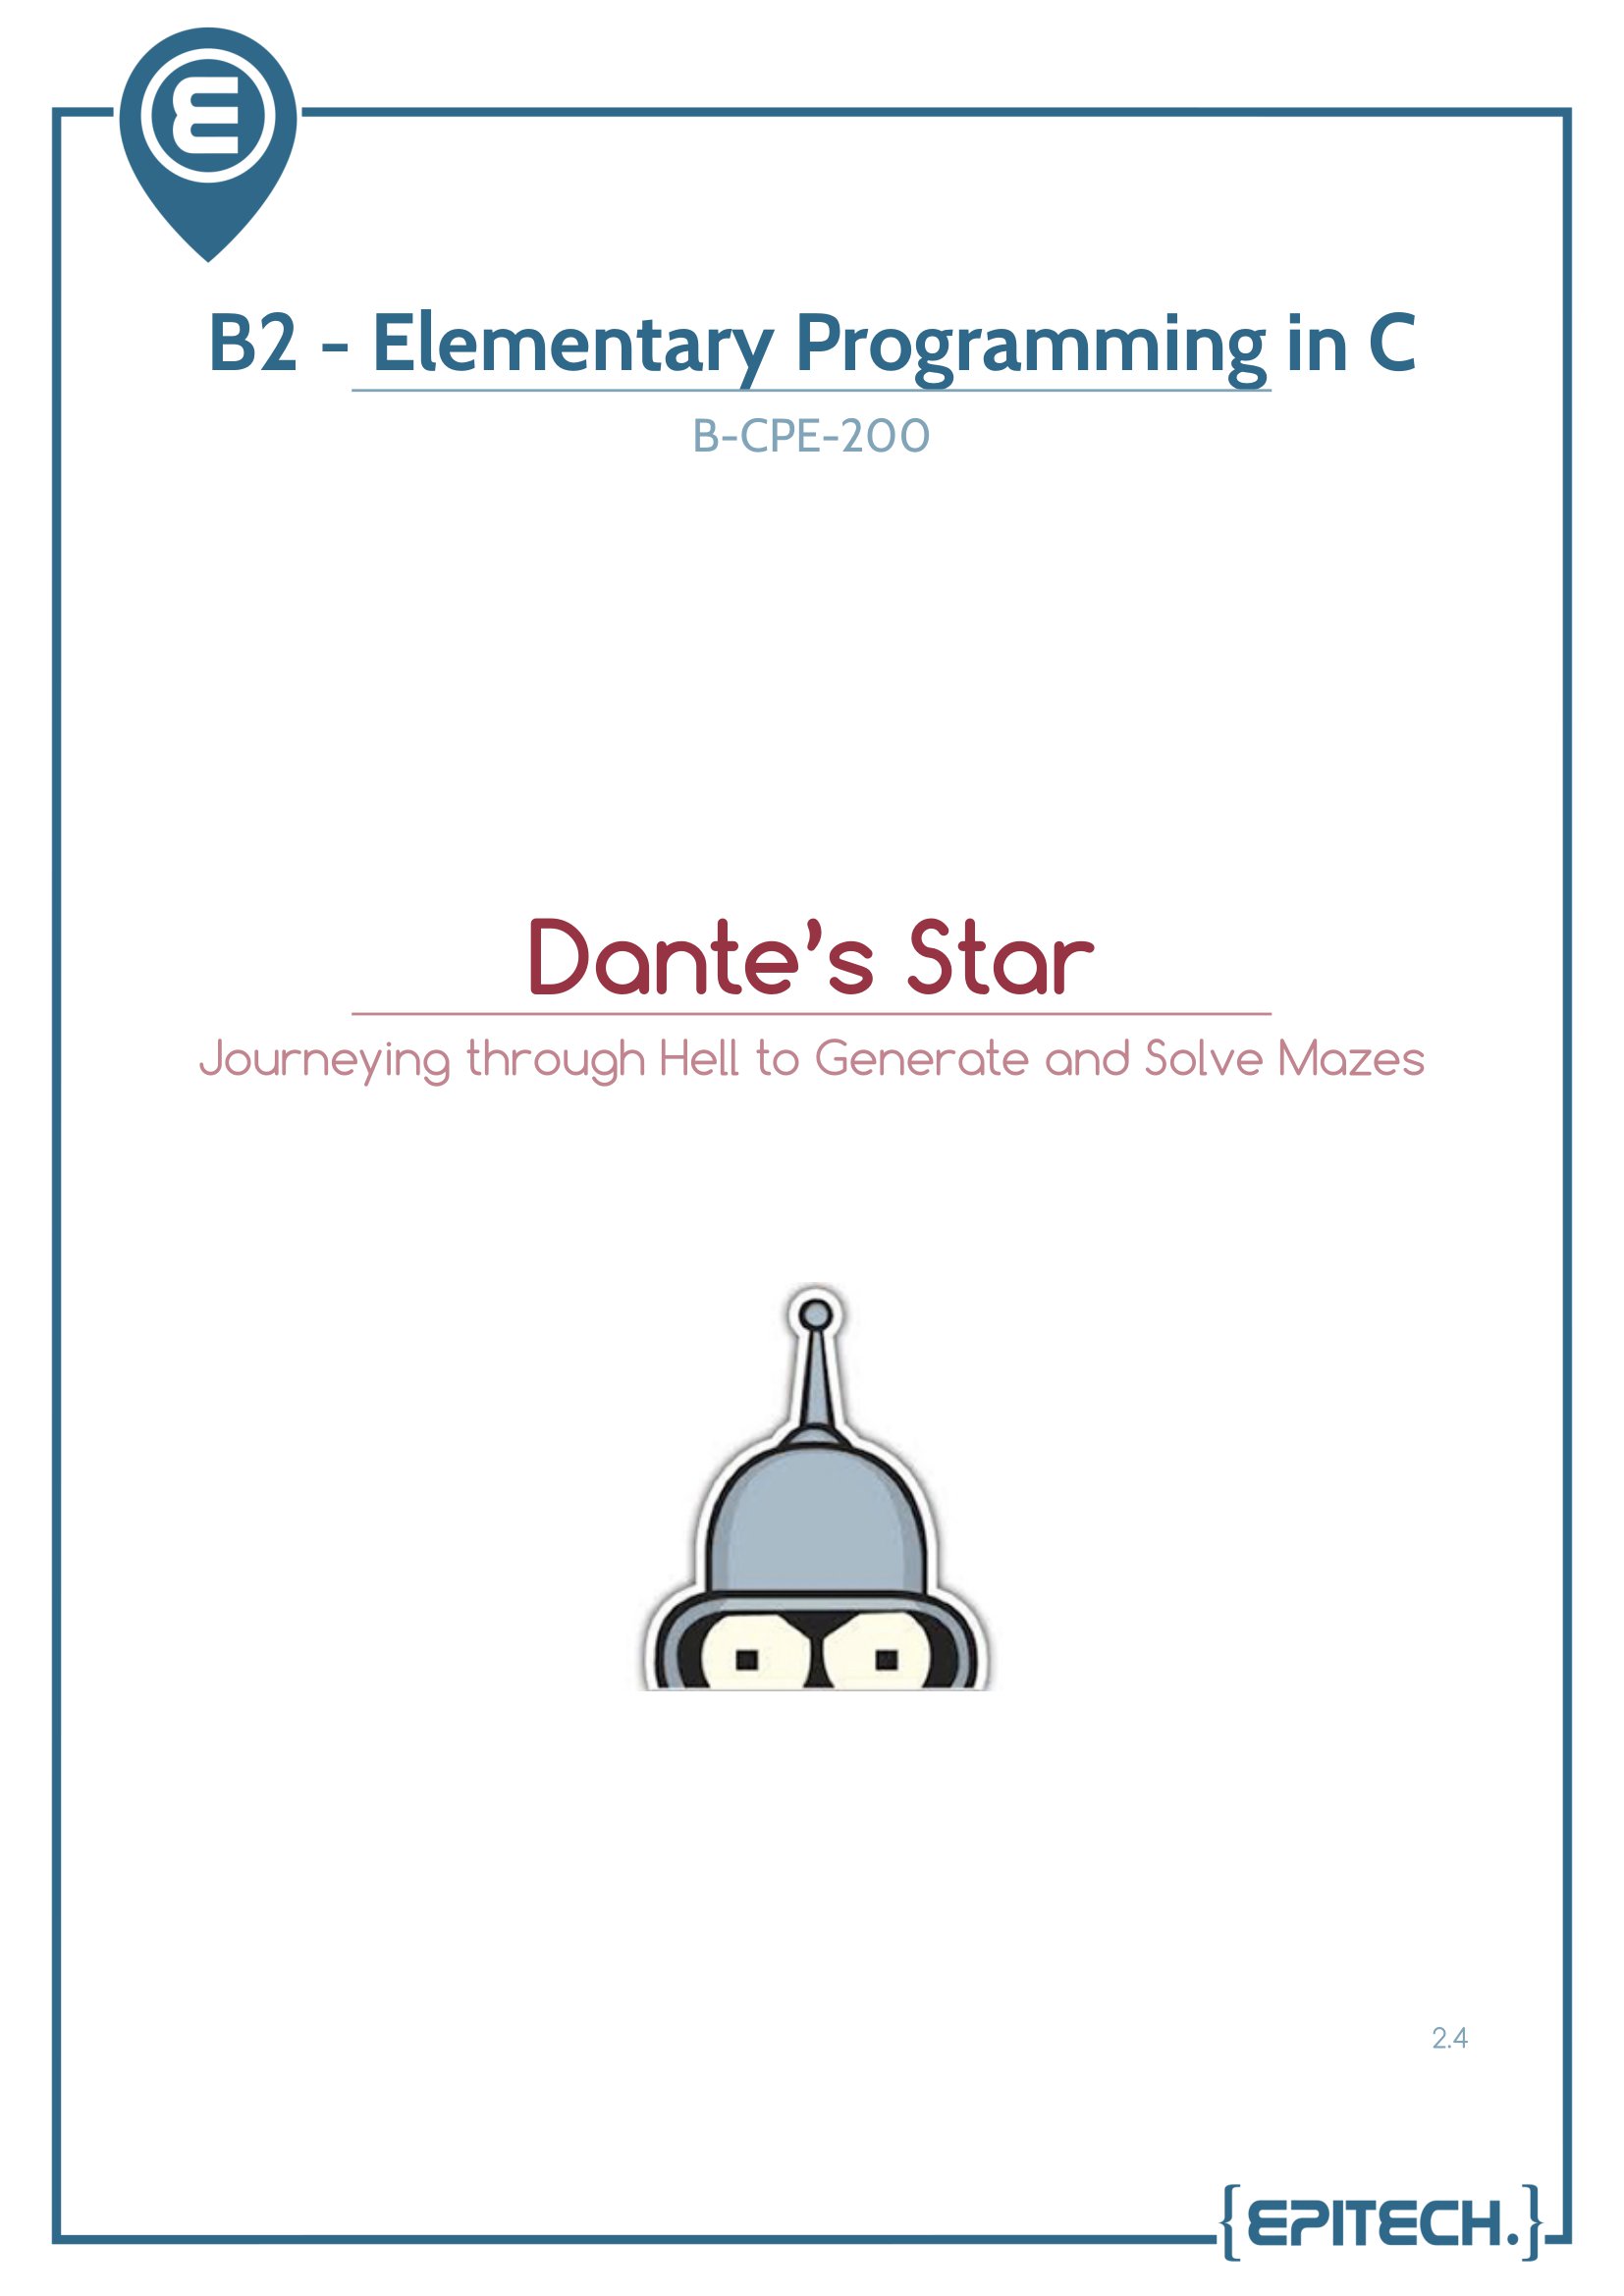 B2 - Elementary Programming in C
B-CPE-200
Dante's Star
Journeying through Hell to Generate and Solve Mazes
2.4
{EPITECH.}